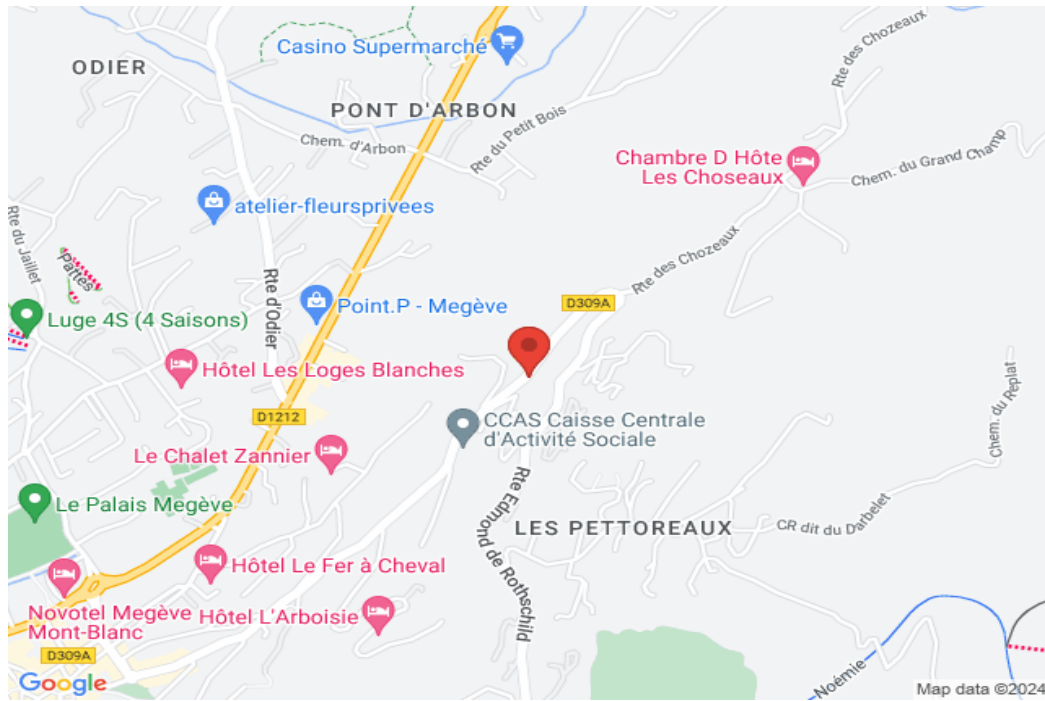 Casino Supermarché
Rte des Chozeaux
ODIER
PONT D'ARBON
Rte du Petit Bois
Chem. d'Arbon
Chambre D Hôte
Les Choseaux
Chem. du Grand Champ
atelier-fleursprivees
Rte du Jaillet
Pattes
Rte des Chozeaux
Rte d'Odier
D309A
Point.P - Megève
Luge 4S (4 Saisons)
Hôtel Les Loges Blanches
Chem. du Replat
D1212
CCAS Caisse Centrale
d'Activité Sociale
Le Chalet Zannier
Le Palais Megève
Rte Edmond de Rothschild
LES PETTOREAUX
CR dit du Darbelet
Hôtel Le Fer à Cheval
Novotel Megève
Mont-Blanc
Hôtel L'Arboisie
D309A
Noémie
Google
Map data ©2024